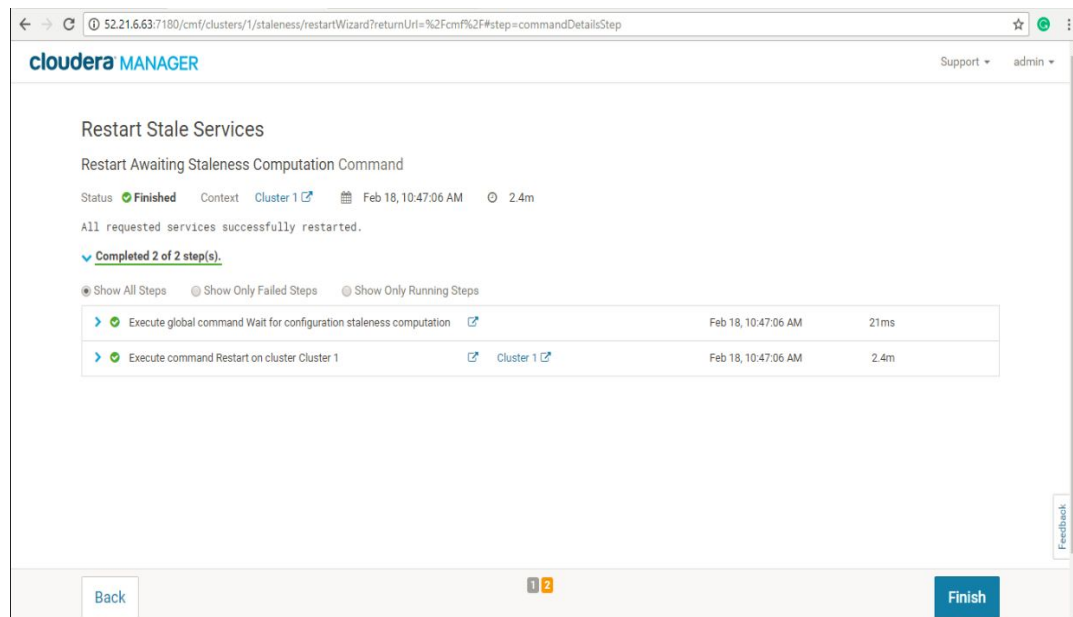 52.21.6.63:7180/cmf/clusters/1/staleness/restartWizard?returnUrl=%2Fcmf%2F#step=commandDetailsStep
cloudera MANAGER Support admin
Restart Stale Services
Restart Awaiting Staleness Computation Command
Status Finished Context Cluster 1 Feb 18, 10:47:06 AM 2.4m
All requested services successfully restarted.
Completed 2 of 2 step(s).
Show All Steps Show Only Failed Steps Show Only Running Steps
Execute global command Wait for configuration staleness computation Feb 18, 10:47:06 AM 21ms
Execute command Restart on cluster Cluster 1 Cluster 1 Feb 18, 10:47:06 AM 2.4m
Feedback
Back 1 2 Finish